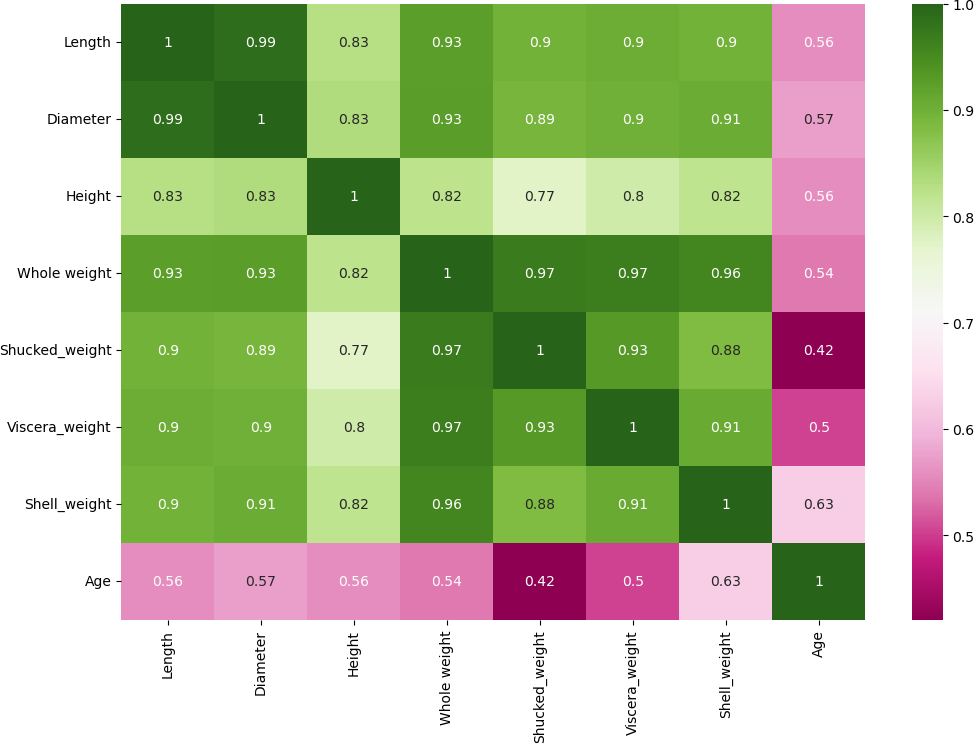 Length 1 0.99 0.83 0.93 0.9 0.9 0.9 0.56
Diameter 0.99 1 0.83 0.93 0.89 0.9 0.91 0.57
Height 0.83 0.83 1 0.82 0.77 0.8 0.82 0.56
Whole weight 0.93 0.93 0.82 1 0.97 0.97 0.96 0.54
Shucked_weight 0.9 0.89 0.77 0.97 1 0.93 0.88 0.42
Viscera_weight 0.9 0.9 0.8 0.97 0.93 1 0.91 0.5
Shell_weight 0.9 0.91 0.82 0.96 0.88 0.91 1 0.63
Age 0.56 0.57 0.56 0.54 0.42 0.5 0.63 1
Length
Diameter
Height
Whole weight
Shucked_weight
Viscera_weight
Shell_weight
Age
1.0
0.9
0.8
0.7
0.6
0.5